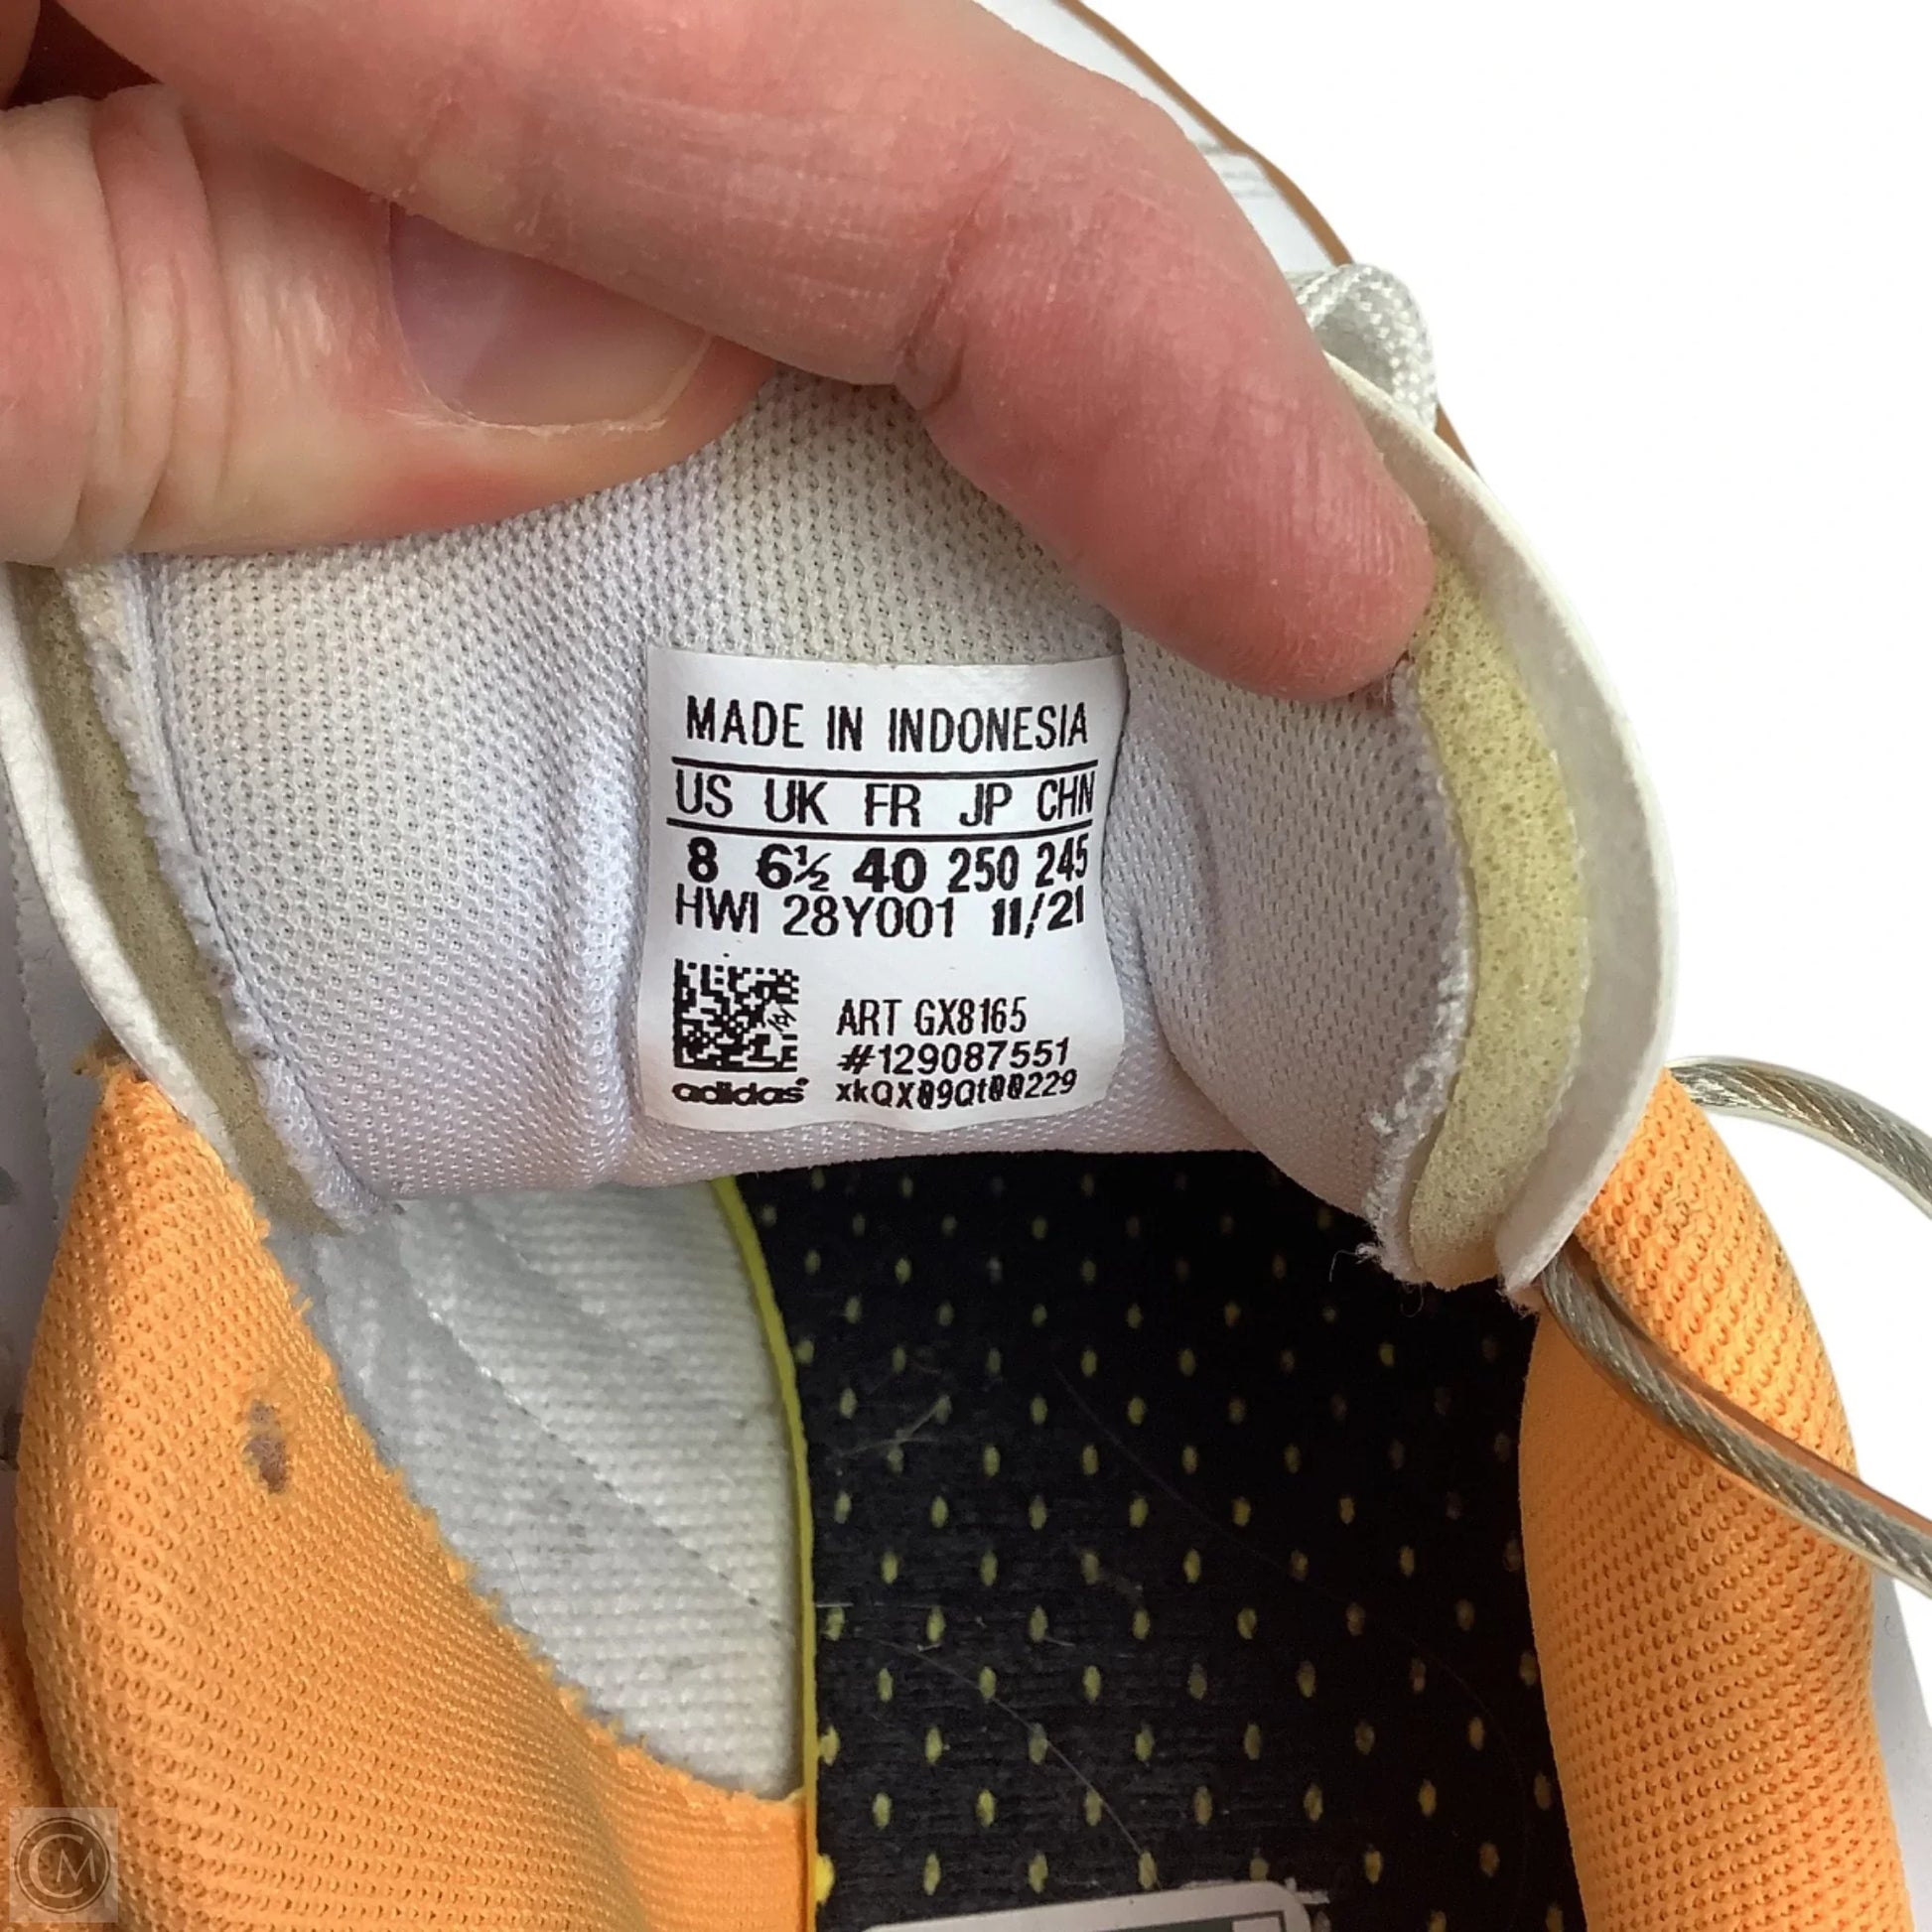 MADE IN INDONESIA
US UK FR JP CHN
8 6½ 40 250 245
HWI 28Y001 11/21
ART GX8165
#129087551
adidas
CM